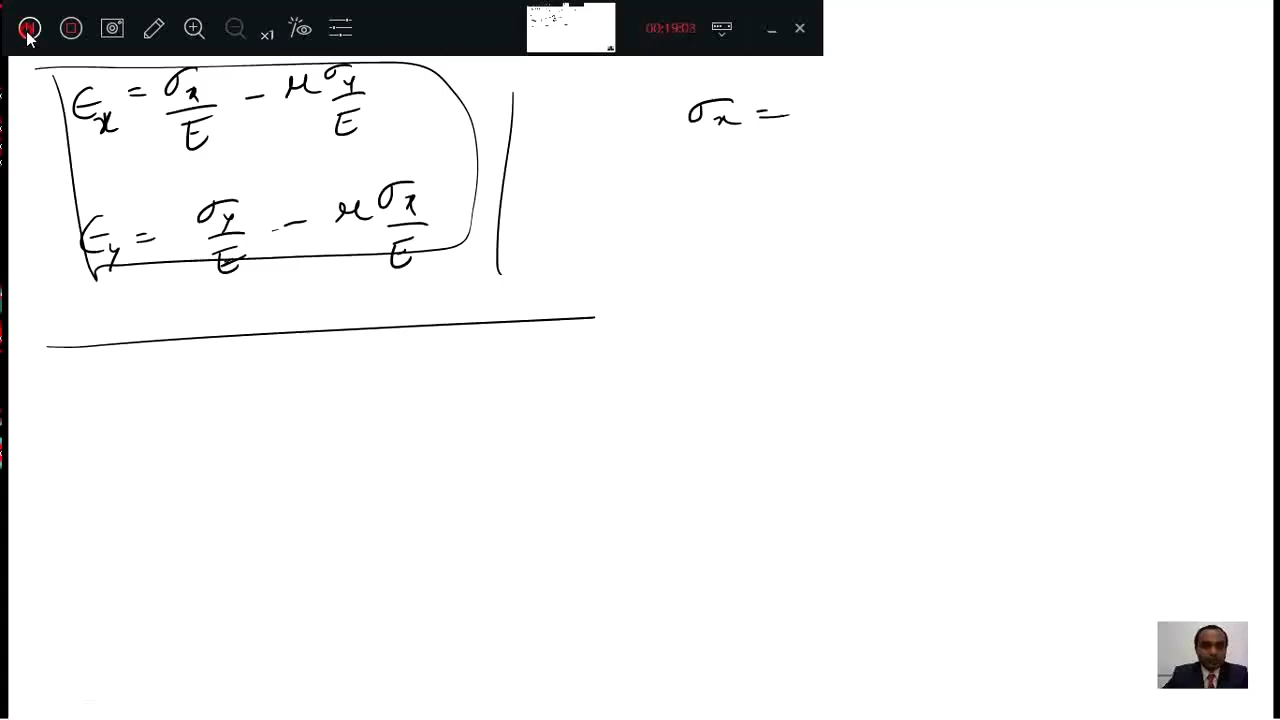 x1
00:19:03
ϵx = σx/E - μ σy/E
σx =
ϵy = σy/E - μ σx/E